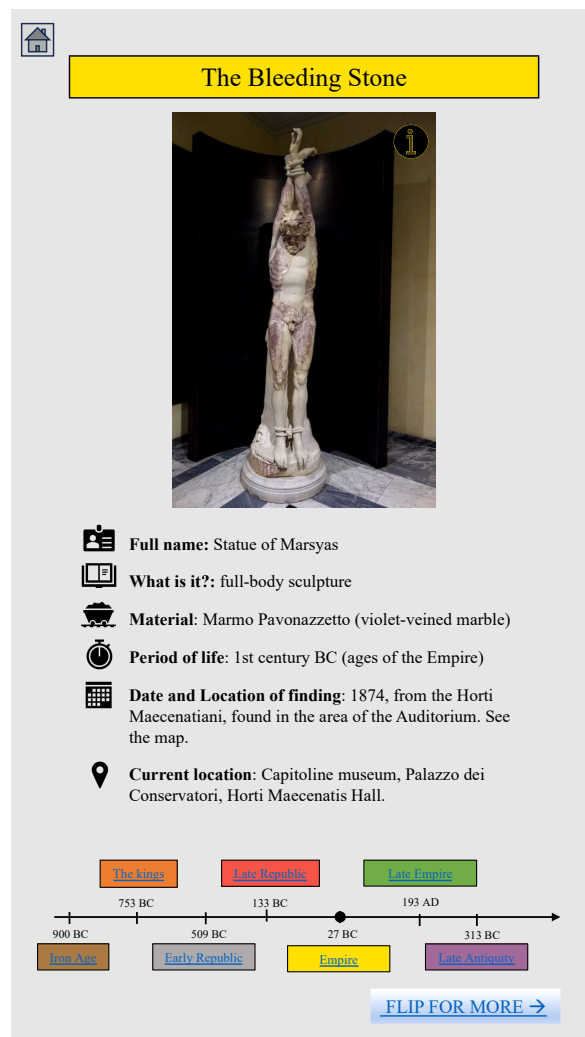 The Bleeding Stone
i
Full name: Statue of Marsyas
What is it?: full-body sculpture
Material: Marmo Pavonazzetto (violet-veined marble)
Period of life: 1st century BC (ages of the Empire)
Date and Location of finding: 1874, from the Horti
Maecenatiani, found in the area of the Auditorium. See
the map.
Current location: Capitoline museum, Palazzo dei
Conservatori, Horti Maecenatis Hall.
The kings Late Republic Late Empire
753 BC 133 BC 193 AD
900 BC 509 BC 27 BC 313 BC
Iron Age Early Republic Empire Late Antiquity
FLIP FOR MORE →